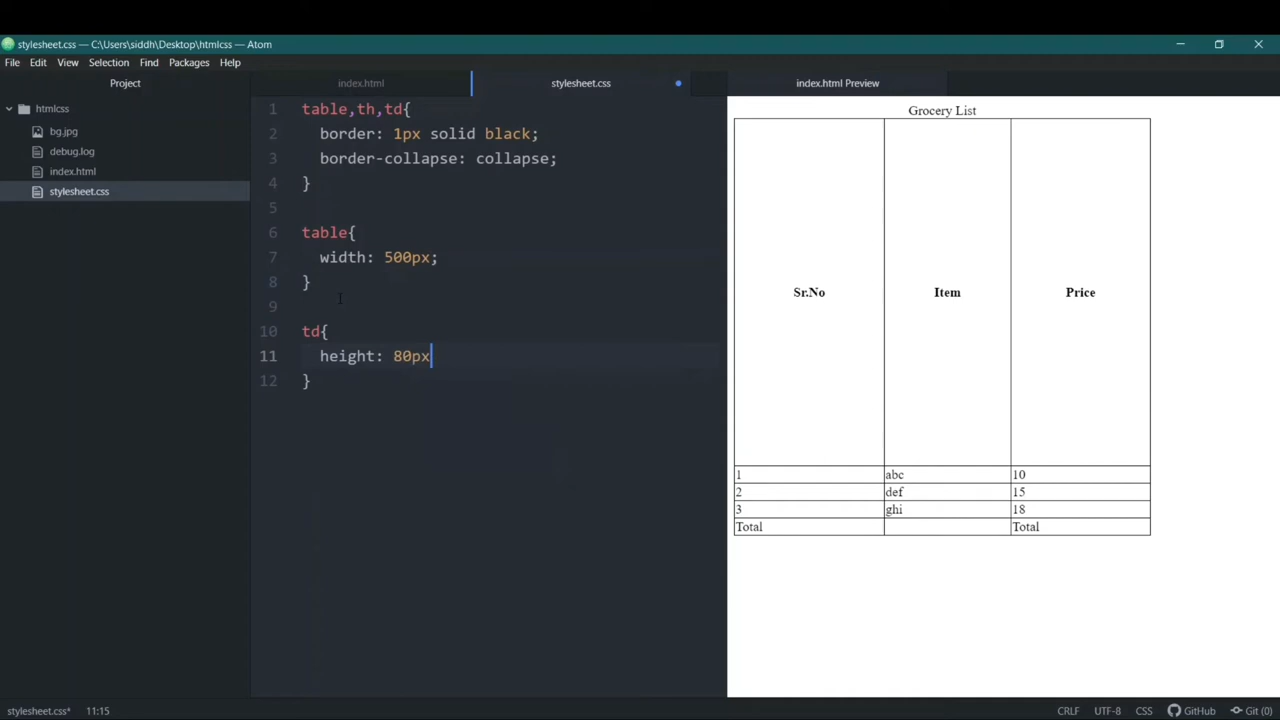 stylesheet.css — C:\Users\siddh\Desktop\htmlcss — Atom
File Edit View Selection Find Packages Help
Project
index.html
stylesheet.css
index.html Preview
htmlcss
bg.jpg
debug.log
index.html
stylesheet.css
1 table,th,td{
2 border: 1px solid black;
3 border-collapse: collapse;
4 }
5
6 table{
7 width: 500px;
8 }
9
10 td{
11 height: 80px
12 }
Grocery List
Sr.No Item Price
1 abc 10
2 def 15
3 ghi 18
Total Total
stylesheet.css* 11:15 CRLF UTF-8 CSS GitHub Git (0)